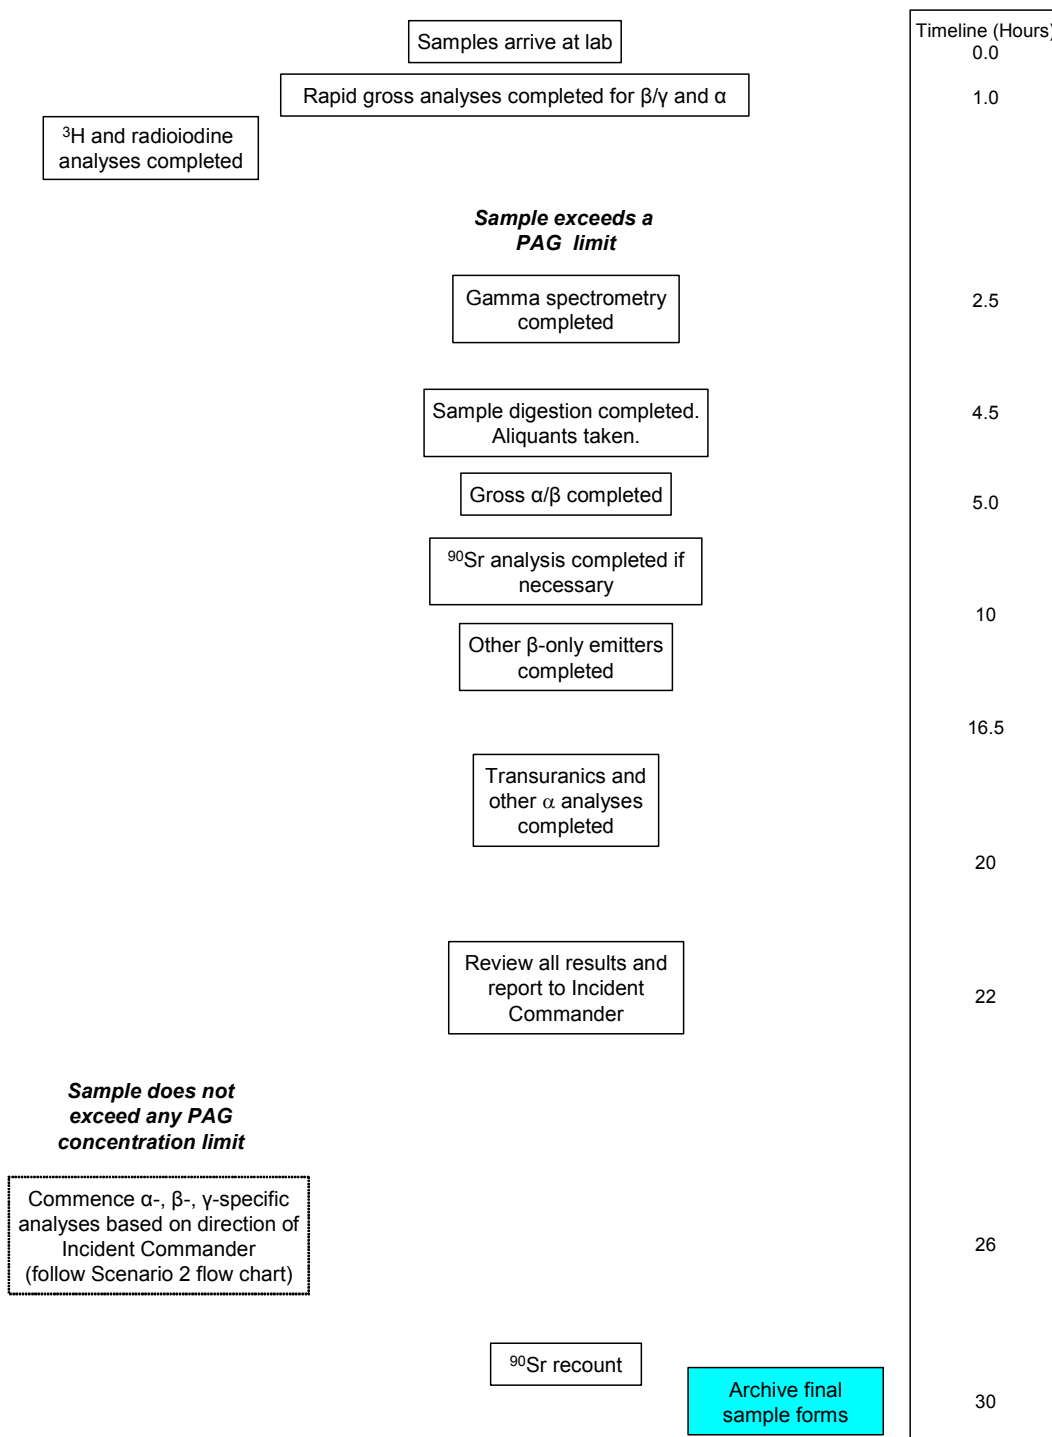 Timeline (Hours)
Samples arrive at lab
0.0
Rapid gross analyses completed for β/γ and α
1.0
³H and radioiodine
analyses completed
Sample exceeds a
PAG limit
Gamma spectrometry
completed
2.5
Sample digestion completed.
Aliquants taken.
4.5
Gross α/β completed
5.0
⁹⁰Sr analysis completed if
necessary
10
Other β-only emitters
completed
16.5
Transuranics and
other α analyses
completed
20
Review all results and
report to Incident
Commander
22
Sample does not
exceed any PAG
concentration limit
Commence α-, β-, γ-specific
analyses based on direction of
Incident Commander
(follow Scenario 2 flow chart)
26
⁹⁰Sr recount
Archive final
sample forms
30